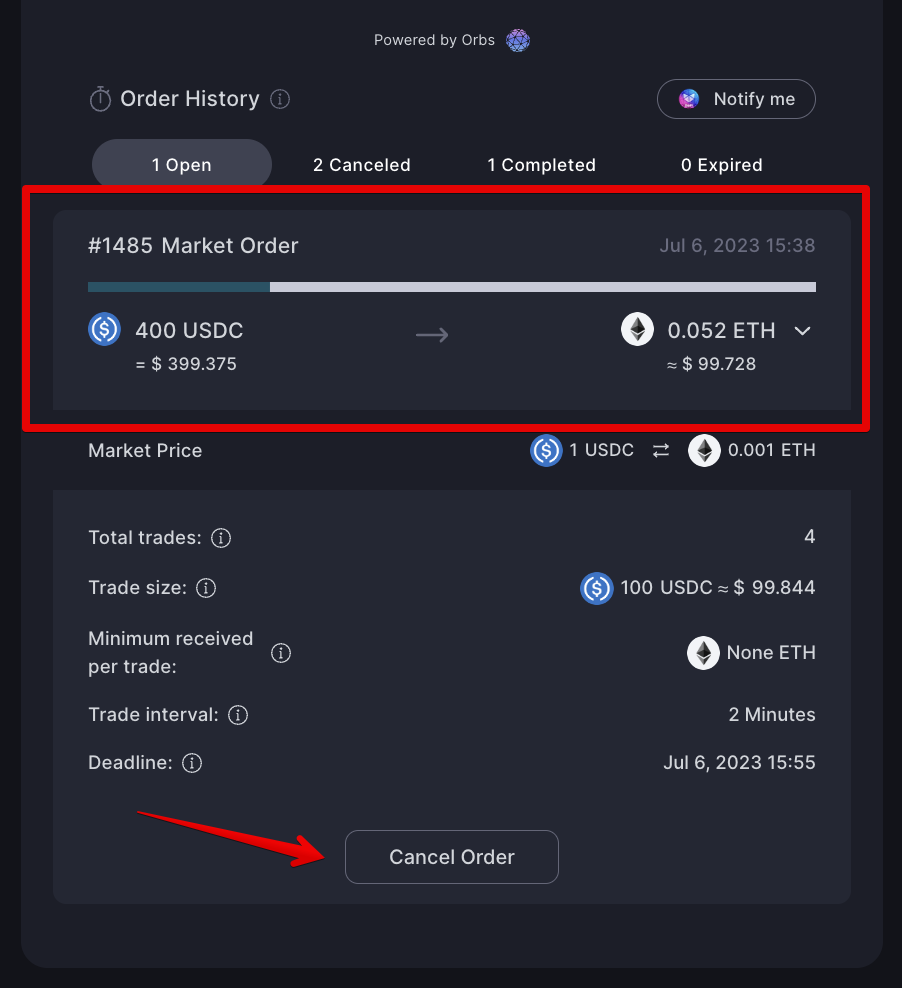 Powered by Orbs
Order History
Notify me
1 Open
2 Canceled
1 Completed
0 Expired
#1485 Market Order
Jul 6, 2023 15:38
400 USDC
0.052 ETH
= $ 399.375
≈ $ 99.728
Market Price
1 USDC
0.001 ETH
Total trades:
4
Trade size:
100 USDC ≈ $ 99.844
Minimum received
per trade:
None ETH
Trade interval:
2 Minutes
Deadline:
Jul 6, 2023 15:55
Cancel Order